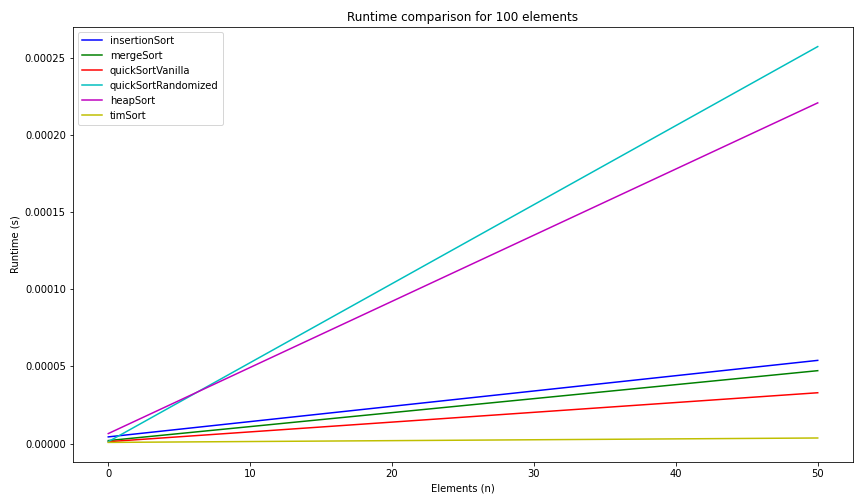 Runtime comparison for 100 elements
insertionSort
mergeSort
quickSortVanilla
quickSortRandomized
heapSort
timSort
0.00025
0.00020
0.00015
0.00010
0.00005
0.00000
Runtime (s)
0 10 20 30 40 50
Elements (n)